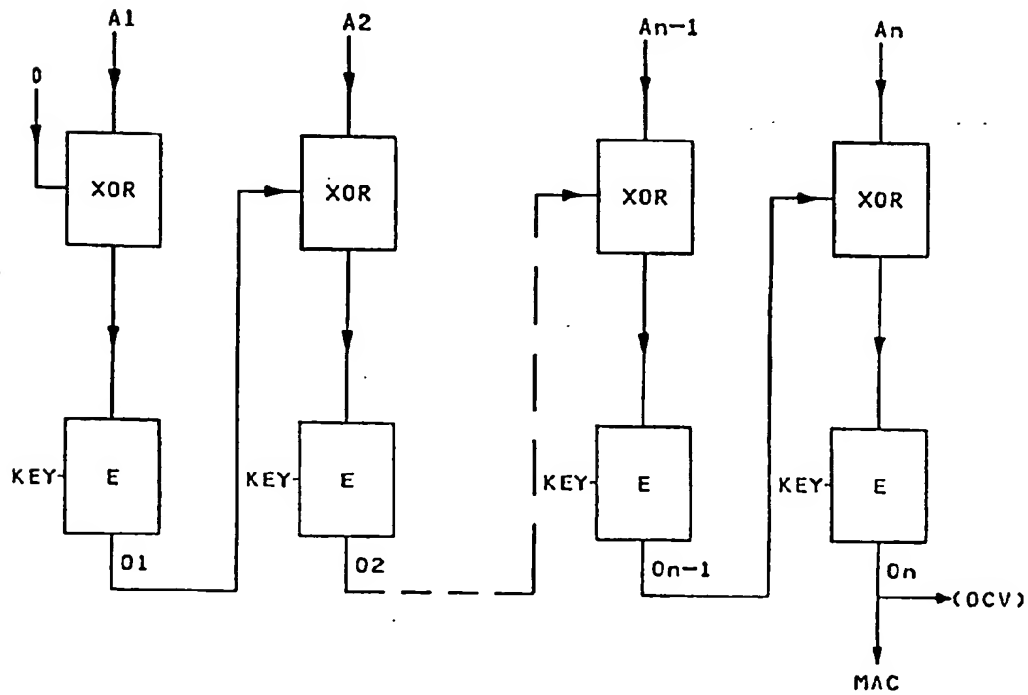 A1
A2
An-1
An
0
XOR
XOR
XOR
XOR
KEY
E
KEY
E
KEY
E
KEY
E
O1
O2
On-1
On
(OCV)
MAC